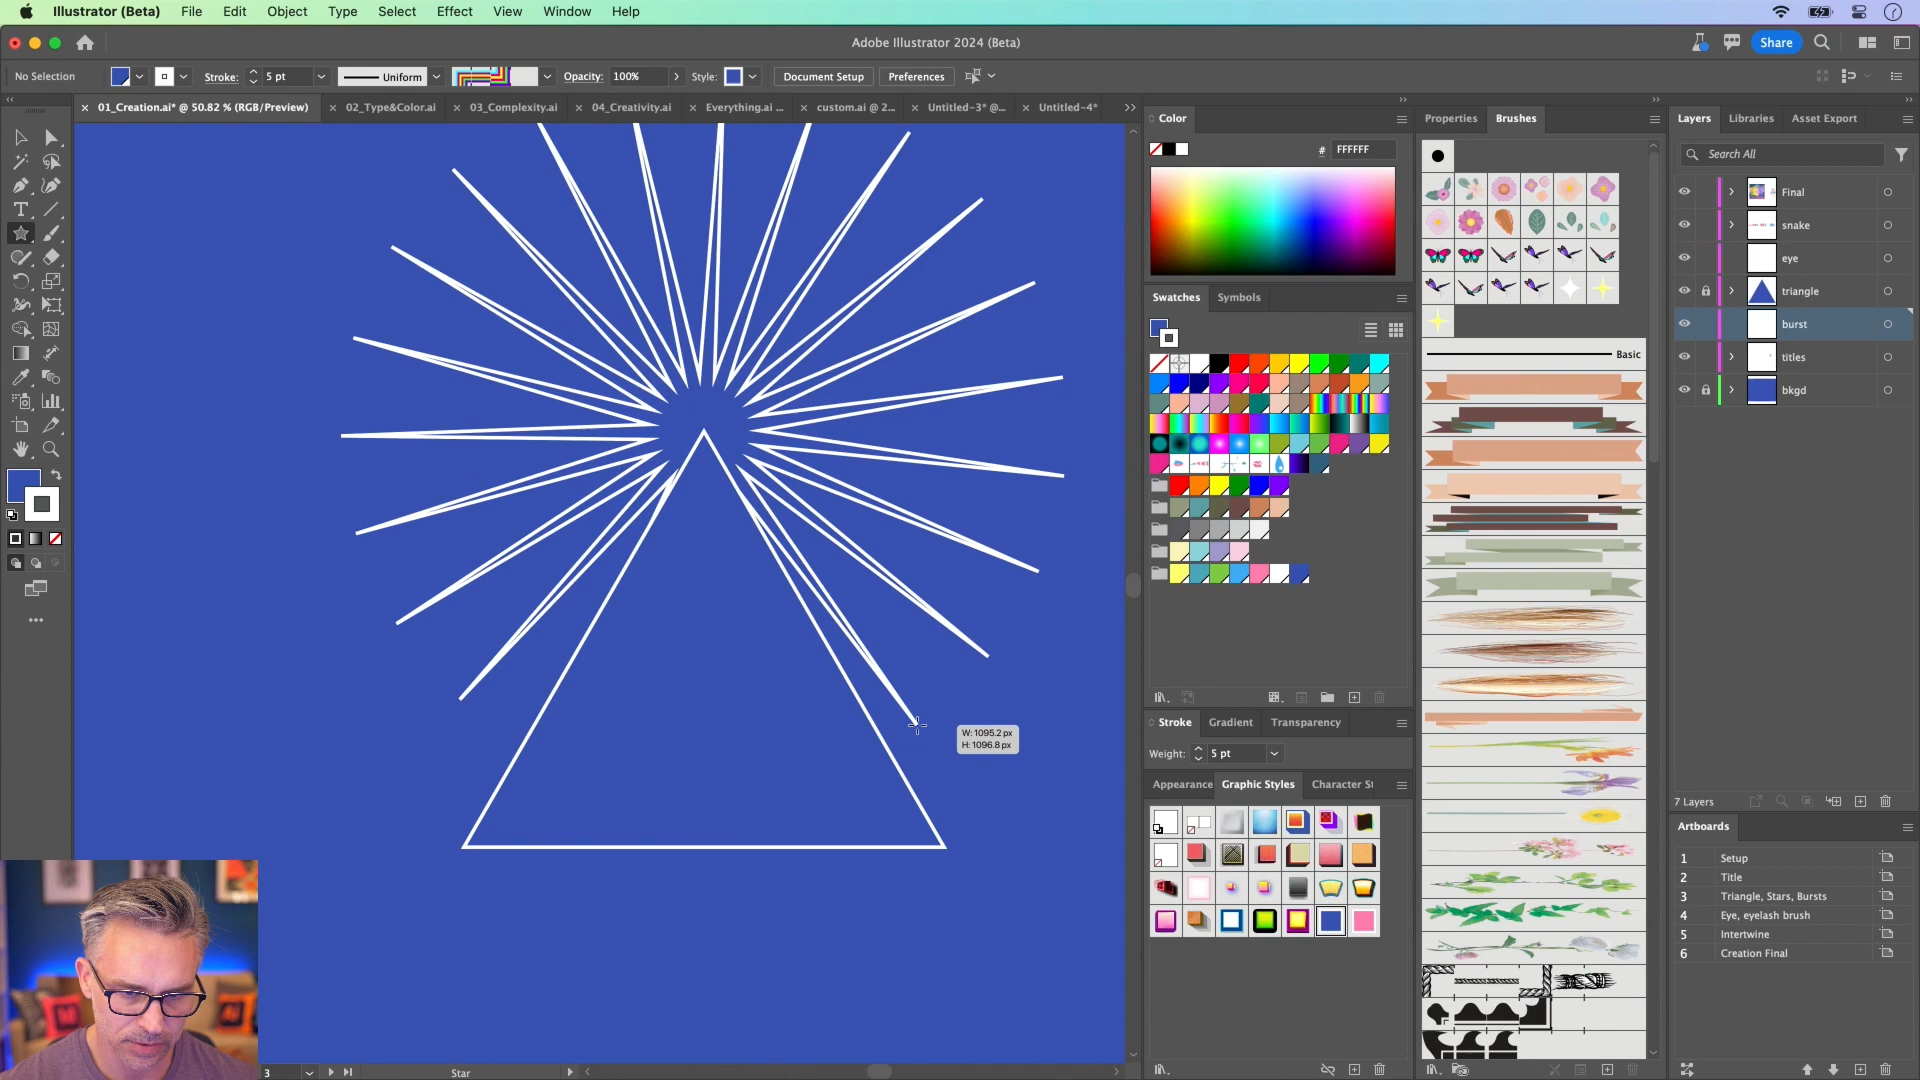 Illustrator (Beta) File Edit Object Type Select Effect View Window Help
Adobe Illustrator 2024 (Beta)
Share
No Selection
Stroke: 5 pt
Uniform
Opacity: 100%
Style:
Document Setup
Preferences
01_Creation.ai* @ 50.82 % (RGB/Preview)
02_Type&Color.ai
03_Complexity.ai
04_Creativity.ai
Everything.ai ...
custom.ai @ 2...
Untitled-3* @...
Untitled-4*
W: 1095.2 px
H: 1096.8 px
3
Star
Color
# FFFFFF
Swatches
Symbols
Stroke
Gradient
Transparency
Weight: 5 pt
Appearance
Graphic Styles
Character St
Properties
Brushes
Basic
Layers
Libraries
Asset Export
Search All
Final
snake
eye
triangle
burst
titles
bkgd
7 Layers
Artboards
1 Setup
2 Title
3 Triangle, Stars, Bursts
4 Eye, eyelash brush
5 Intertwine
6 Creation Final